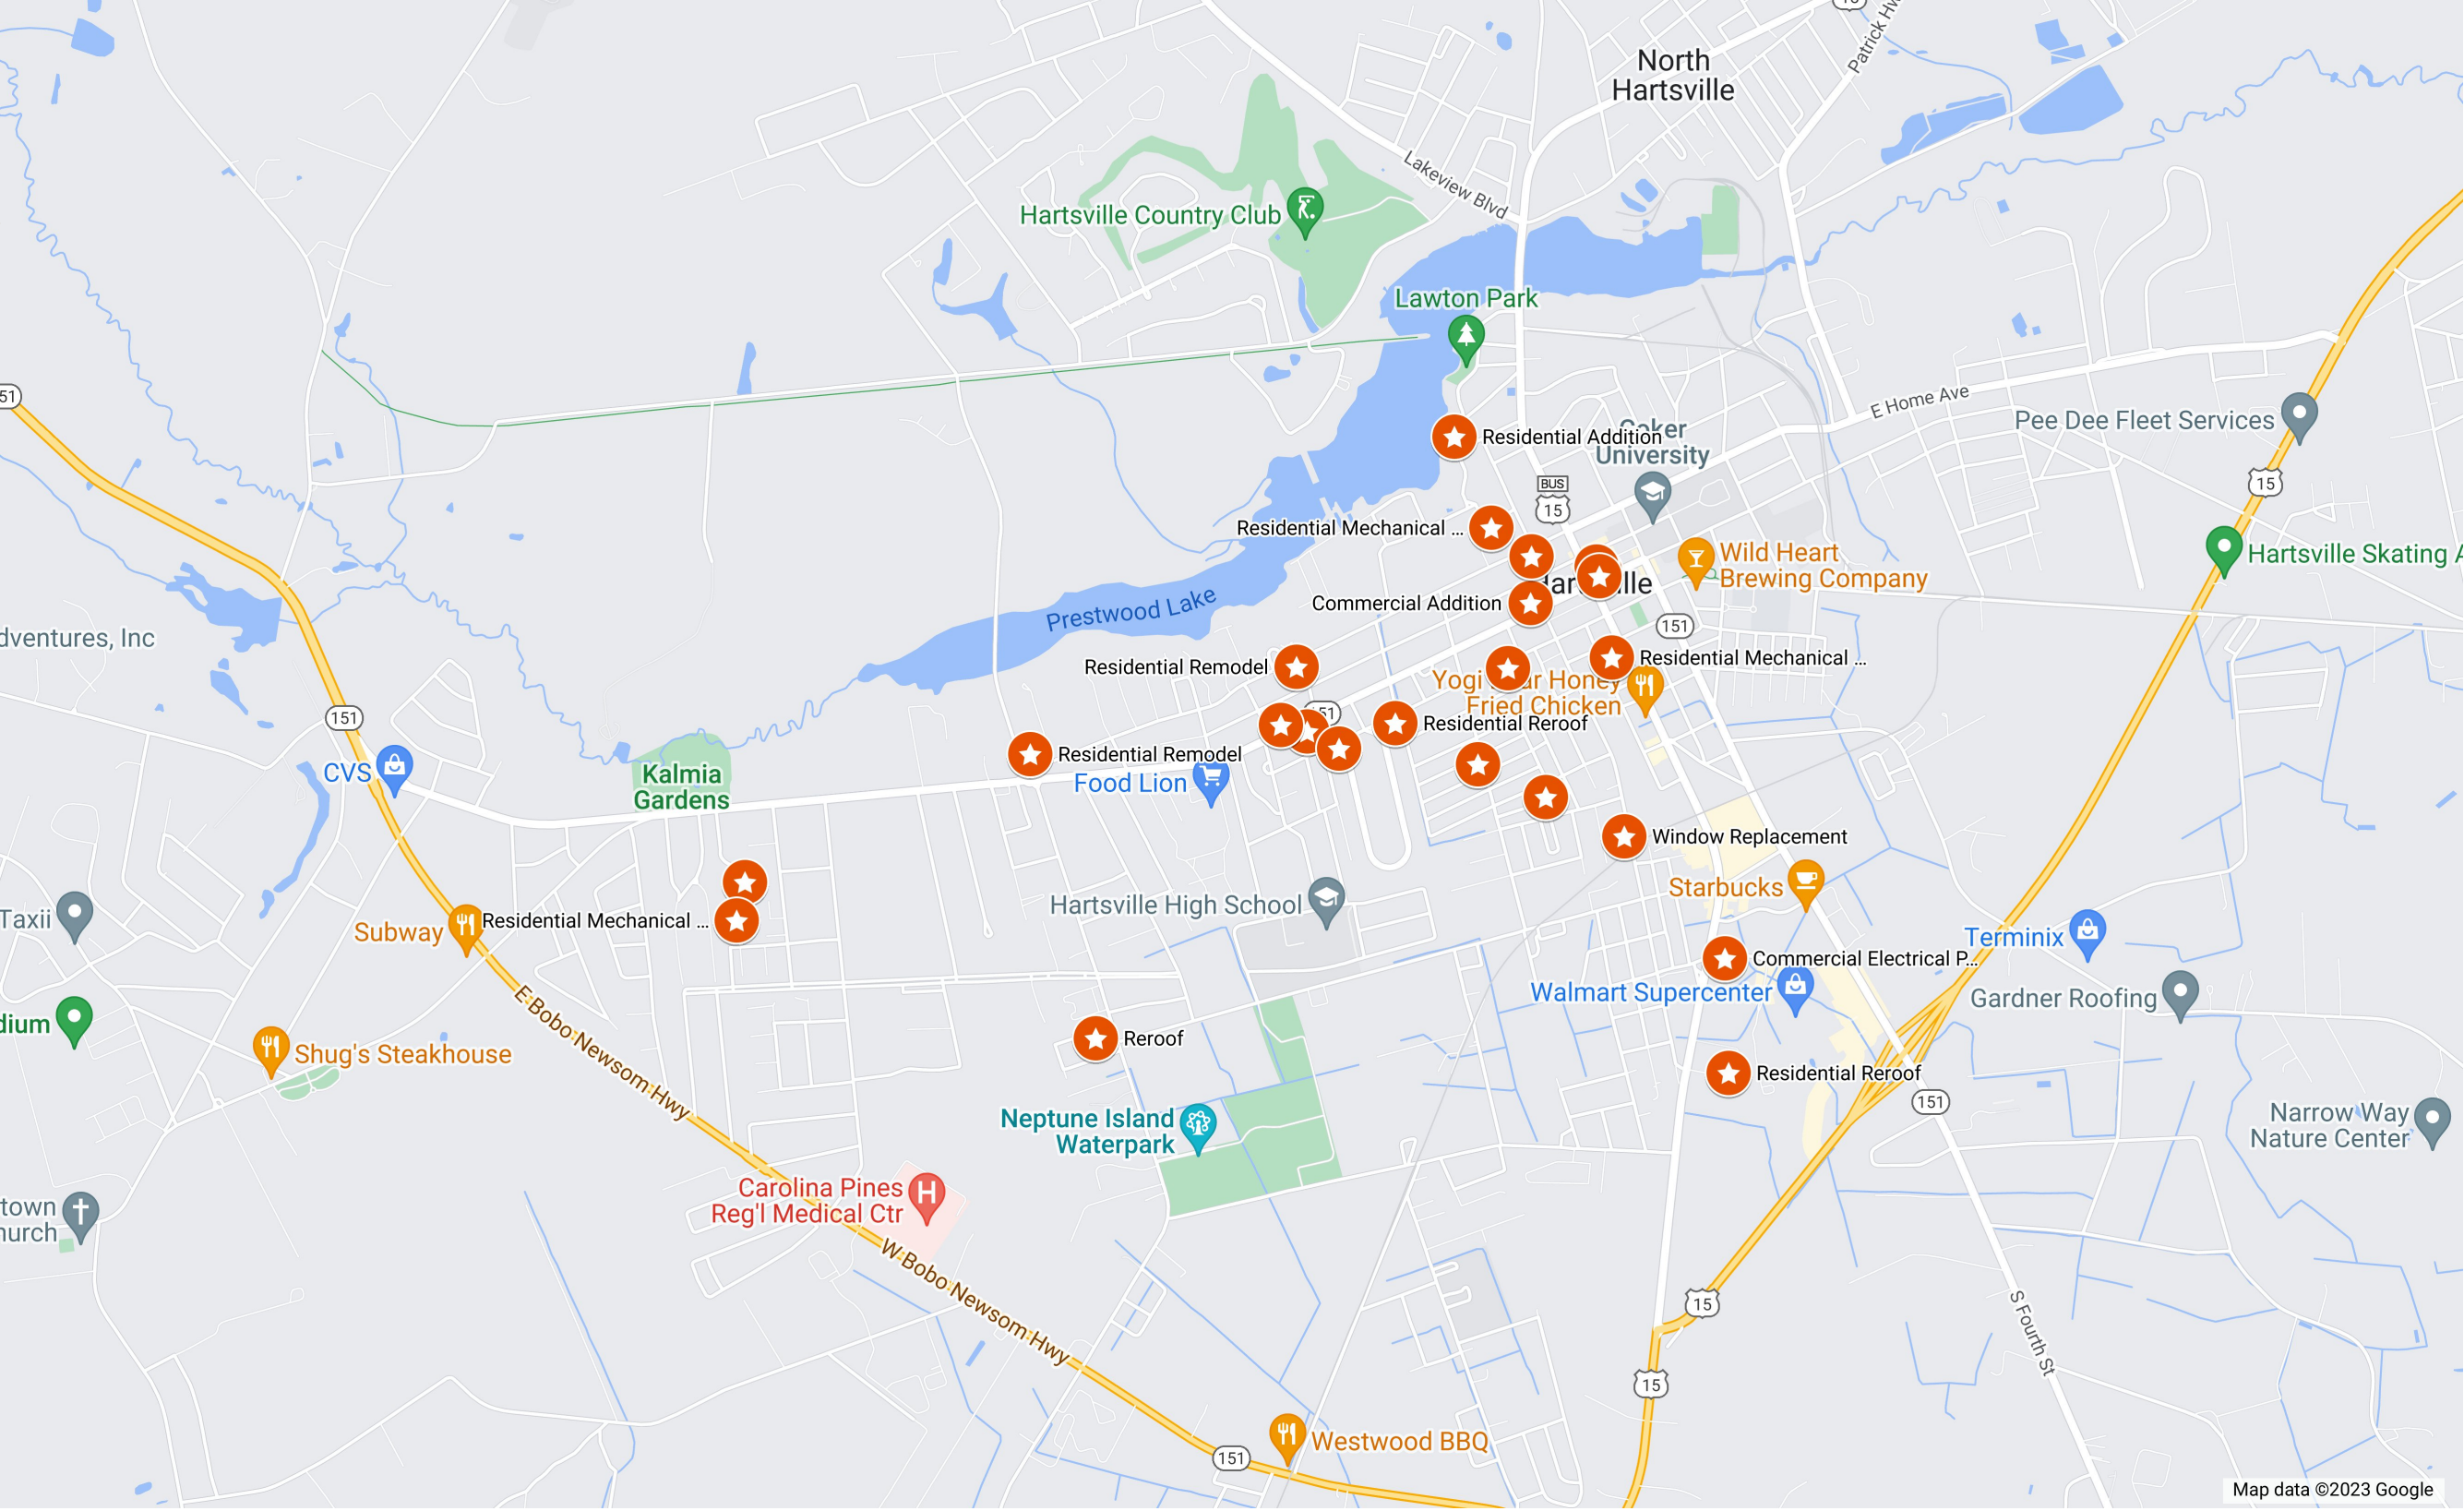 North
Hartsville
Patrick Hw
Lakeview Blvd
Hartsville Country Club
Lawton Park
51
E Home Ave
Pee Dee Fleet Services
15
Residential Addition
Coker
University
BUS
15
Residential Mechanical ...
Wild Heart
Brewing Company
Hartsville Skating A
Prestwood Lake
Commercial Addition
151
dventures, Inc
Residential Remodel
Residential Mechanical ...
Fried Chicken
151
51
Residential Reroof
Residential Remodel
CVS
Kalmia
Gardens
Food Lion
Window Replacement
Starbucks
Hartsville High School
Taxii
Subway
Residential Mechanical ...
Terminix
Commercial Electrical P...
Walmart Supercenter
Gardner Roofing
E Bobo Newsom Hwy
dium
Shug's Steakhouse
Reroof
Residential Reroof
151
Neptune Island
Waterpark
Narrow Way
Nature Center
Carolina Pines
Reg'l Medical Ctr
town
hurch
W Bobo Newsom Hwy
15
S Fourth St
15
Westwood BBQ
151
Map data ©2023 Google